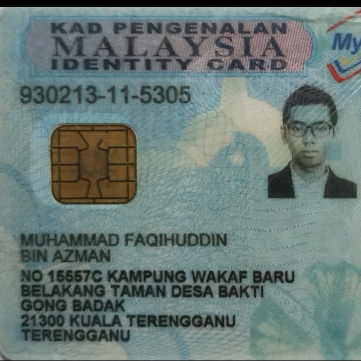 KAD PENGENALAN
MALAYSIA
IDENTITY CARD
My
930213-11-5305
MUHAMMAD FAQIHUDDIN
BIN AZMAN
NO 15557C KAMPUNG WAKAF BARU
BELAKANG TAMAN DESA BAKTI
GONG BADAK
21300 KUALA TERENGGANU
TERENGGANU